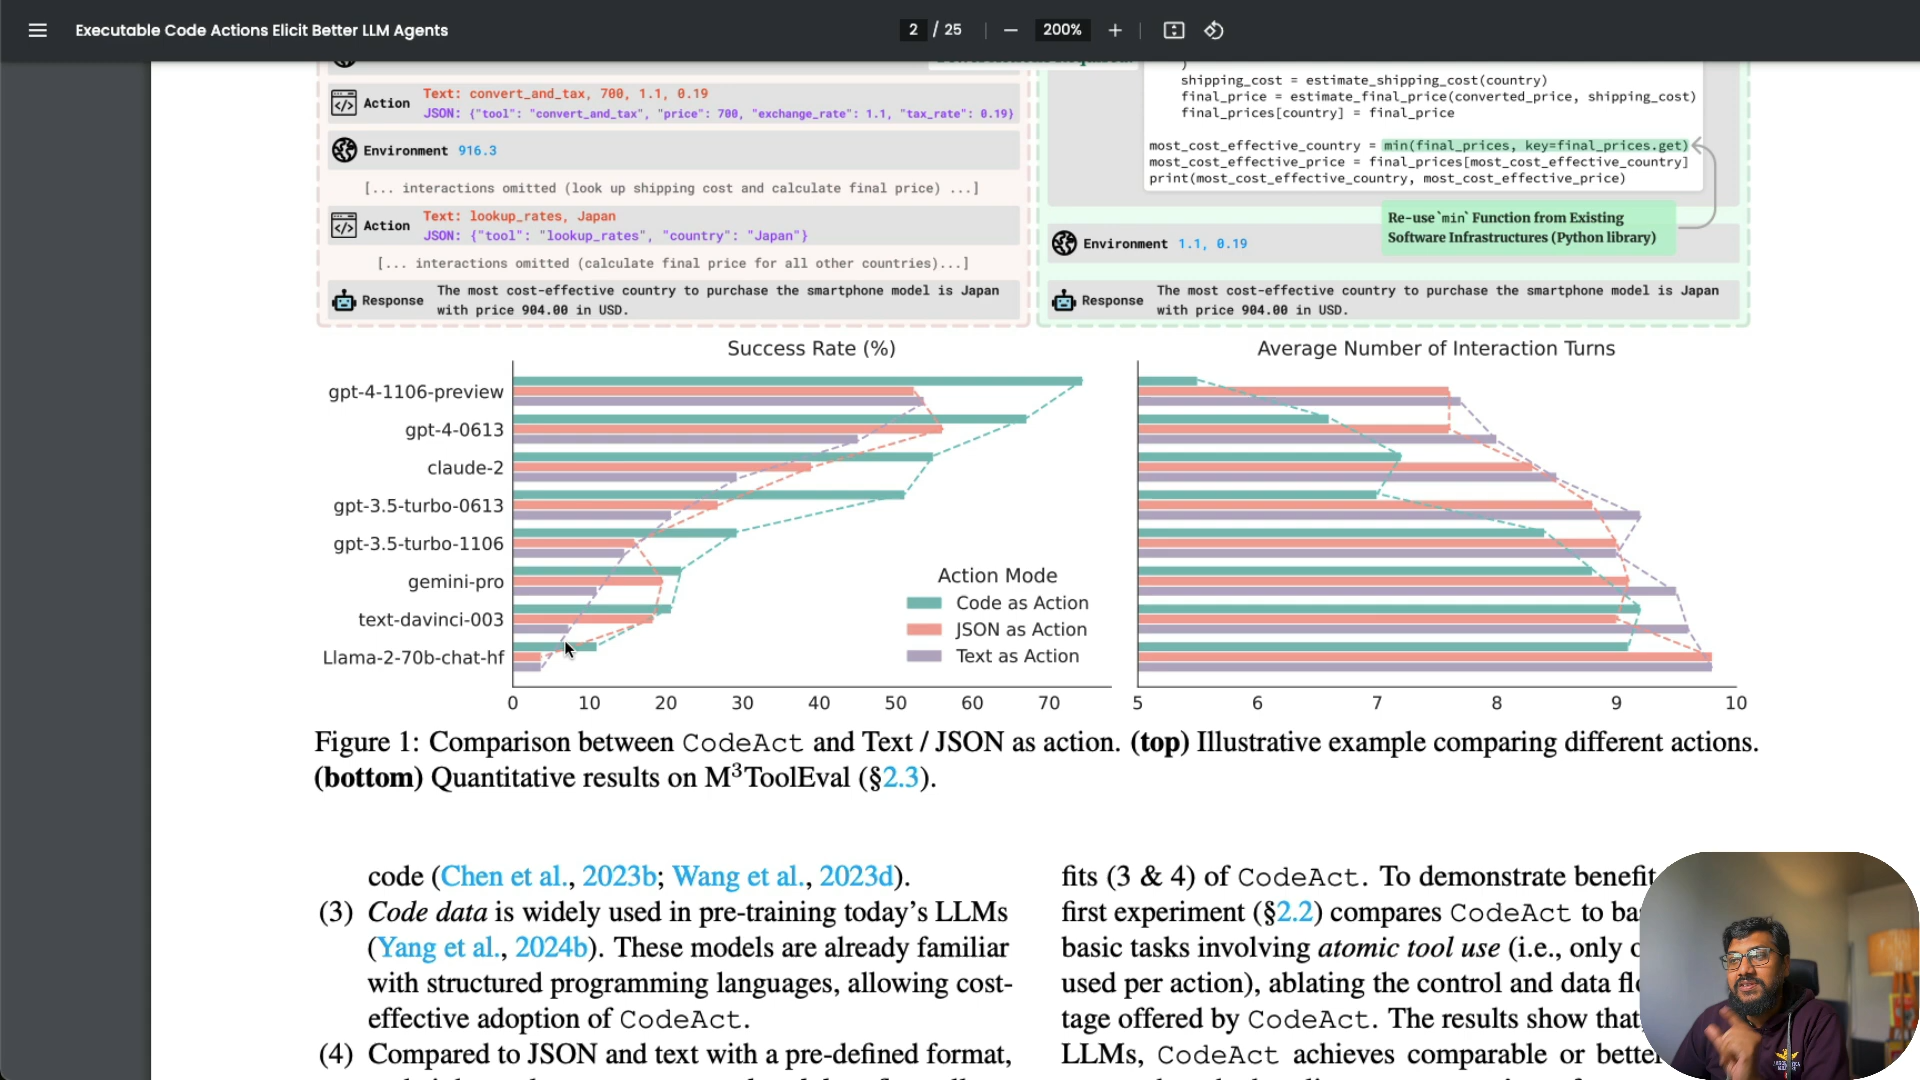 Executable Code Actions Elicit Better LLM Agents
2 / 25
200%
Action
Text: convert_and_tax, 700, 1.1, 0.19
JSON: {"tool": "convert_and_tax", "price": 700, "exchange_rate": 1.1, "tax_rate": 0.19}
Environment 916.3
[... interactions omitted (look up shipping cost and calculate final price) ...]
Action
Text: lookup_rates, Japan
JSON: {"tool": "lookup_rates", "country": "Japan"}
[... interactions omitted (calculate final price for all other countries)...]
Response
The most cost-effective country to purchase the smartphone model is Japan
with price 904.00 in USD.
)
shipping_cost = estimate_shipping_cost(country)
final_price = estimate_final_price(converted_price, shipping_cost)
final_prices[country] = final_price
most_cost_effective_country = min(final_prices, key=final_prices.get)
most_cost_effective_price = final_prices[most_cost_effective_country]
print(most_cost_effective_country, most_cost_effective_price)
Re-use `min` Function from Existing
Software Infrastructures (Python library)
Environment 1.1, 0.19
Response
The most cost-effective country to purchase the smartphone model is Japan
with price 904.00 in USD.
Success Rate (%)
gpt-4-1106-preview
gpt-4-0613
claude-2
gpt-3.5-turbo-0613
gpt-3.5-turbo-1106
gemini-pro
text-davinci-003
Llama-2-70b-chat-hf
0 10 20 30 40 50 60 70
Action Mode
Code as Action
JSON as Action
Text as Action
Average Number of Interaction Turns
5 6 7 8 9 10
Figure 1: Comparison between CodeAct and Text / JSON as action. (top) Illustrative example comparing different actions.
(bottom) Quantitative results on M³ToolEval (§2.3).
code (Chen et al., 2023b; Wang et al., 2023d).
(3) Code data is widely used in pre-training today's LLMs
(Yang et al., 2024b). These models are already familiar
with structured programming languages, allowing cost-
effective adoption of CodeAct.
(4) Compared to JSON and text with a pre-defined format,
fits (3 & 4) of CodeAct. To demonstrate benefit
first experiment (§2.2) compares CodeAct to ba
basic tasks involving atomic tool use (i.e., only o
used per action), ablating the control and data flo
tage offered by CodeAct. The results show that
LLMs, CodeAct achieves comparable or bette